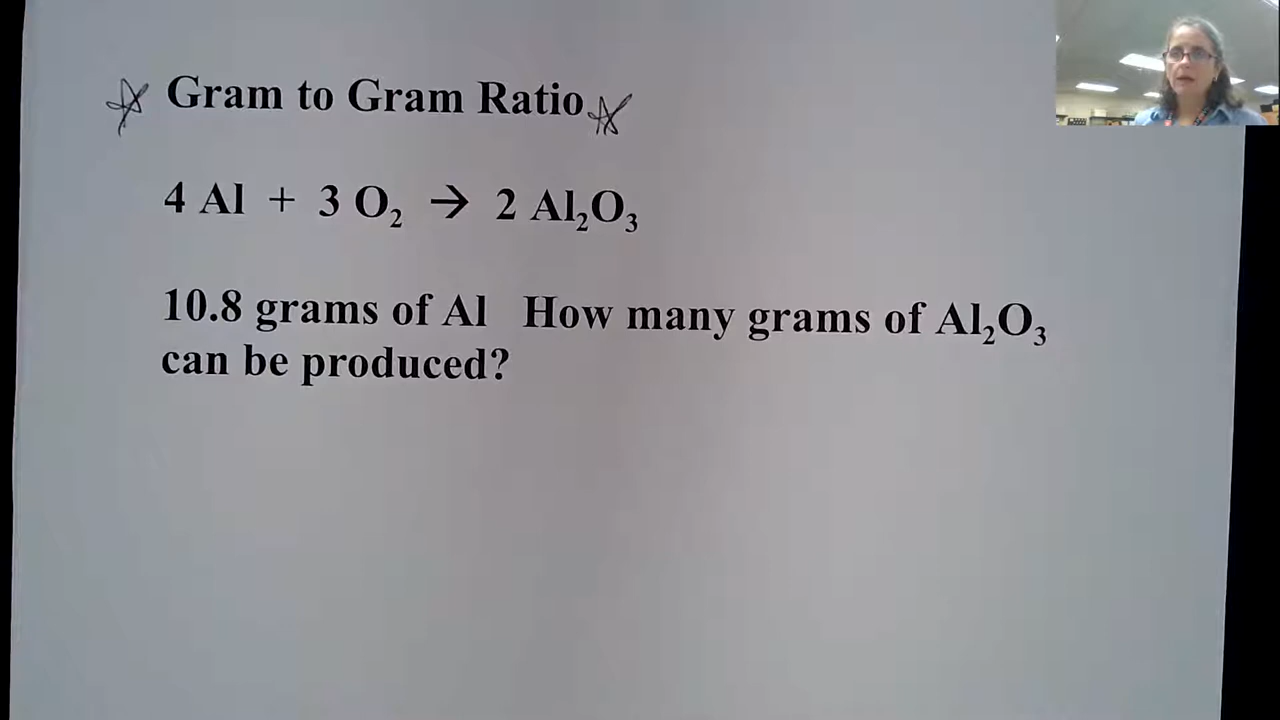 Gram to Gram Ratio
4 Al + 3 O₂ → 2 Al₂O₃
10.8 grams of Al How many grams of Al₂O₃
can be produced?